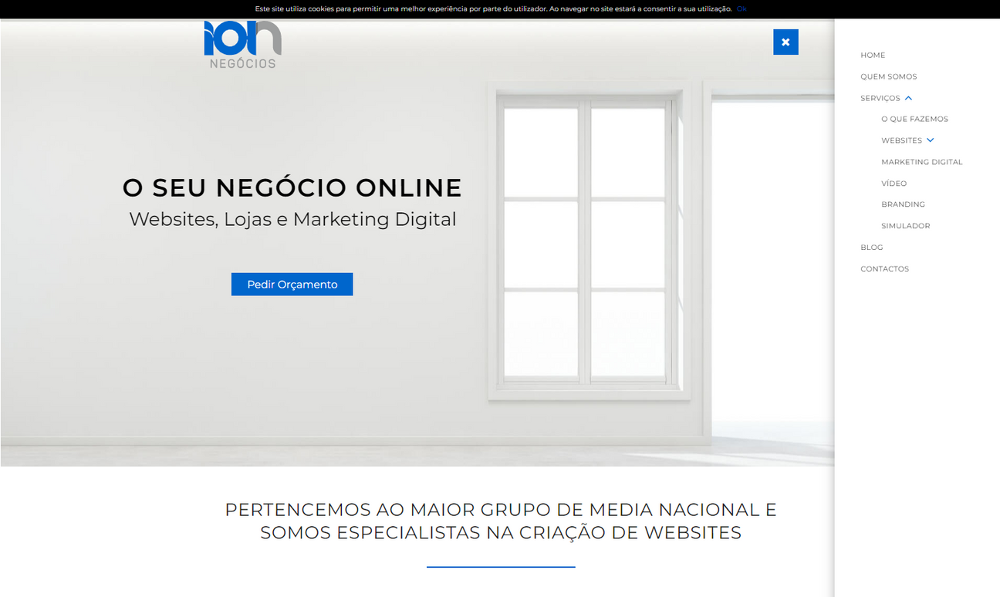 Este site utiliza cookies para permitir uma melhor experiência por parte do utilizador. Ao navegar no site estará a consentir a sua utilização. Ok
ion
NEGÓCIOS
HOME
QUEM SOMOS
SERVIÇOS
O QUE FAZEMOS
WEBSITES
MARKETING DIGITAL
VÍDEO
BRANDING
SIMULADOR
BLOG
CONTACTOS
O SEU NEGÓCIO ONLINE
Websites, Lojas e Marketing Digital
Pedir Orçamento
PERTENCEMOS AO MAIOR GRUPO DE MEDIA NACIONAL E
SOMOS ESPECIALISTAS NA CRIAÇÃO DE WEBSITES